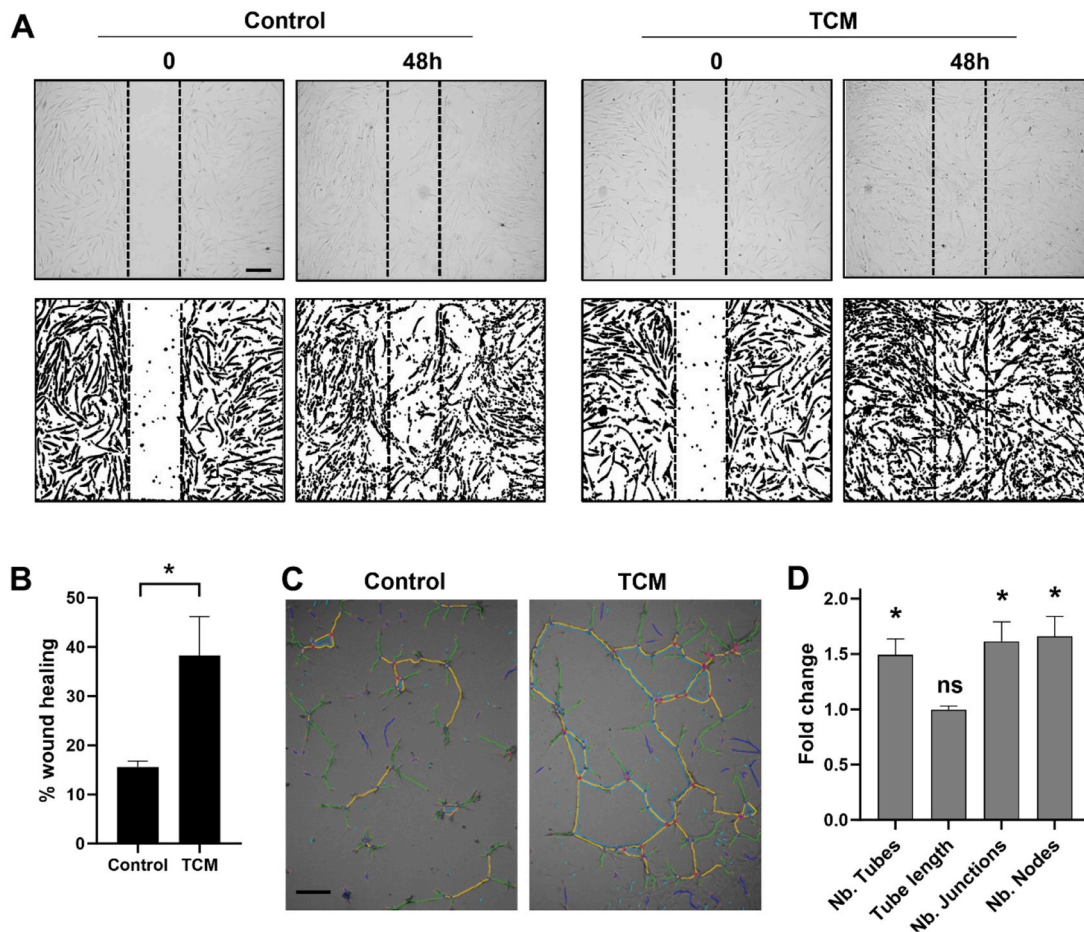 A
Control
TCM
0
48h
0
48h
B
*
% wound healing
50
40
30
20
10
0
Control
TCM
C
Control
TCM
D
Fold change
2.0
1.5
1.0
0.5
0.0
*
ns
*
*
Nb. Tubes
Tube length
Nb. Junctions
Nb. Nodes